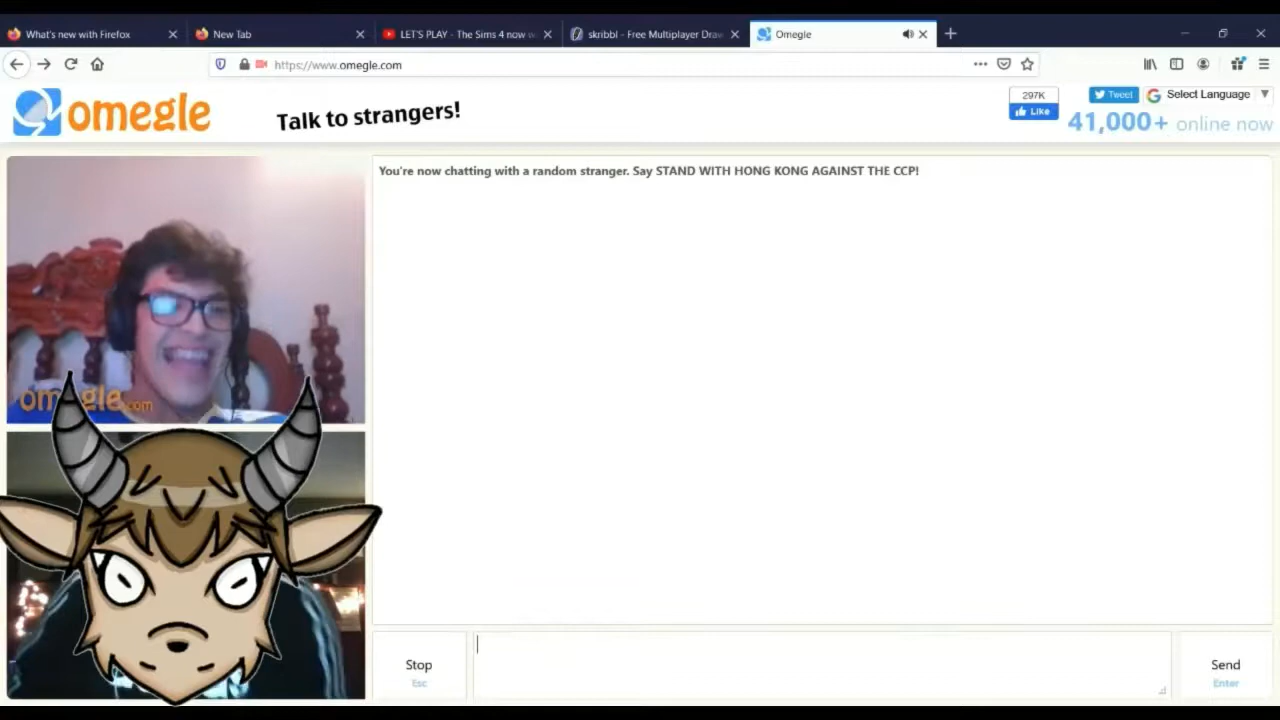 What's new with Firefox
New Tab
LET'S PLAY - The Sims 4 now
skribbl - Free Multiplayer Draw
Omegle
https://www.omegle.com
omegle
Talk to strangers!
297K
Like
Tweet
Select Language
41,000+ online now
You're now chatting with a random stranger. Say STAND WITH HONG KONG AGAINST THE CCP!
omegle.com
Stop
Esc
Send
Enter